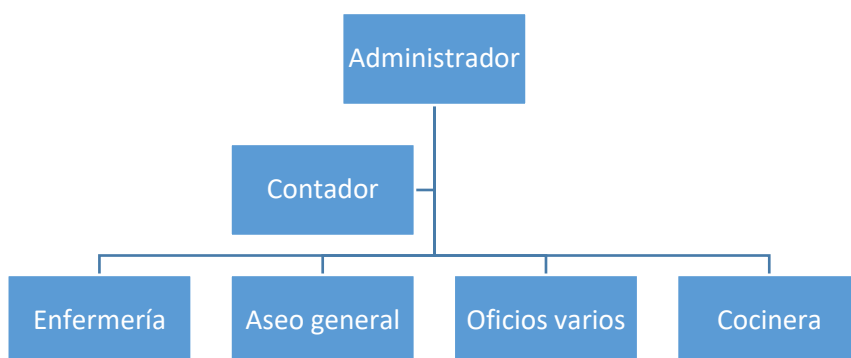 Administrador
Contador
Enfermería
Aseo general
Oficios varios
Cocinera